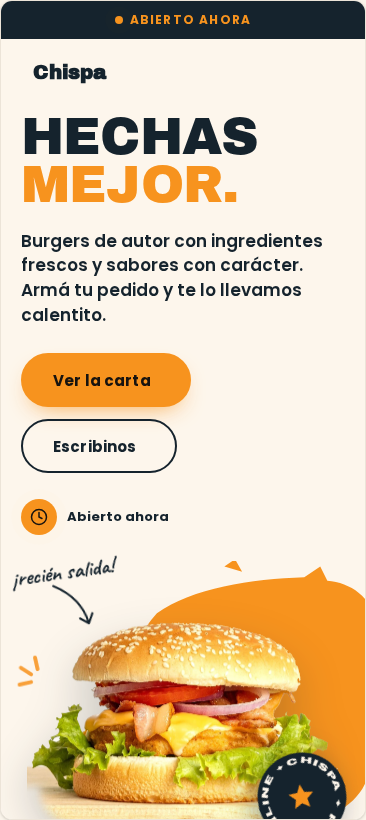 ABIERTO AHORA
Chispa
HECHAS
MEJOR.
Burgers de autor con ingredientes
frescos y sabores con carácter.
Armá tu pedido y te lo llevamos
calentito.
Ver la carta
Escribinos
Abierto ahora
¡recién salida!
CHISPA